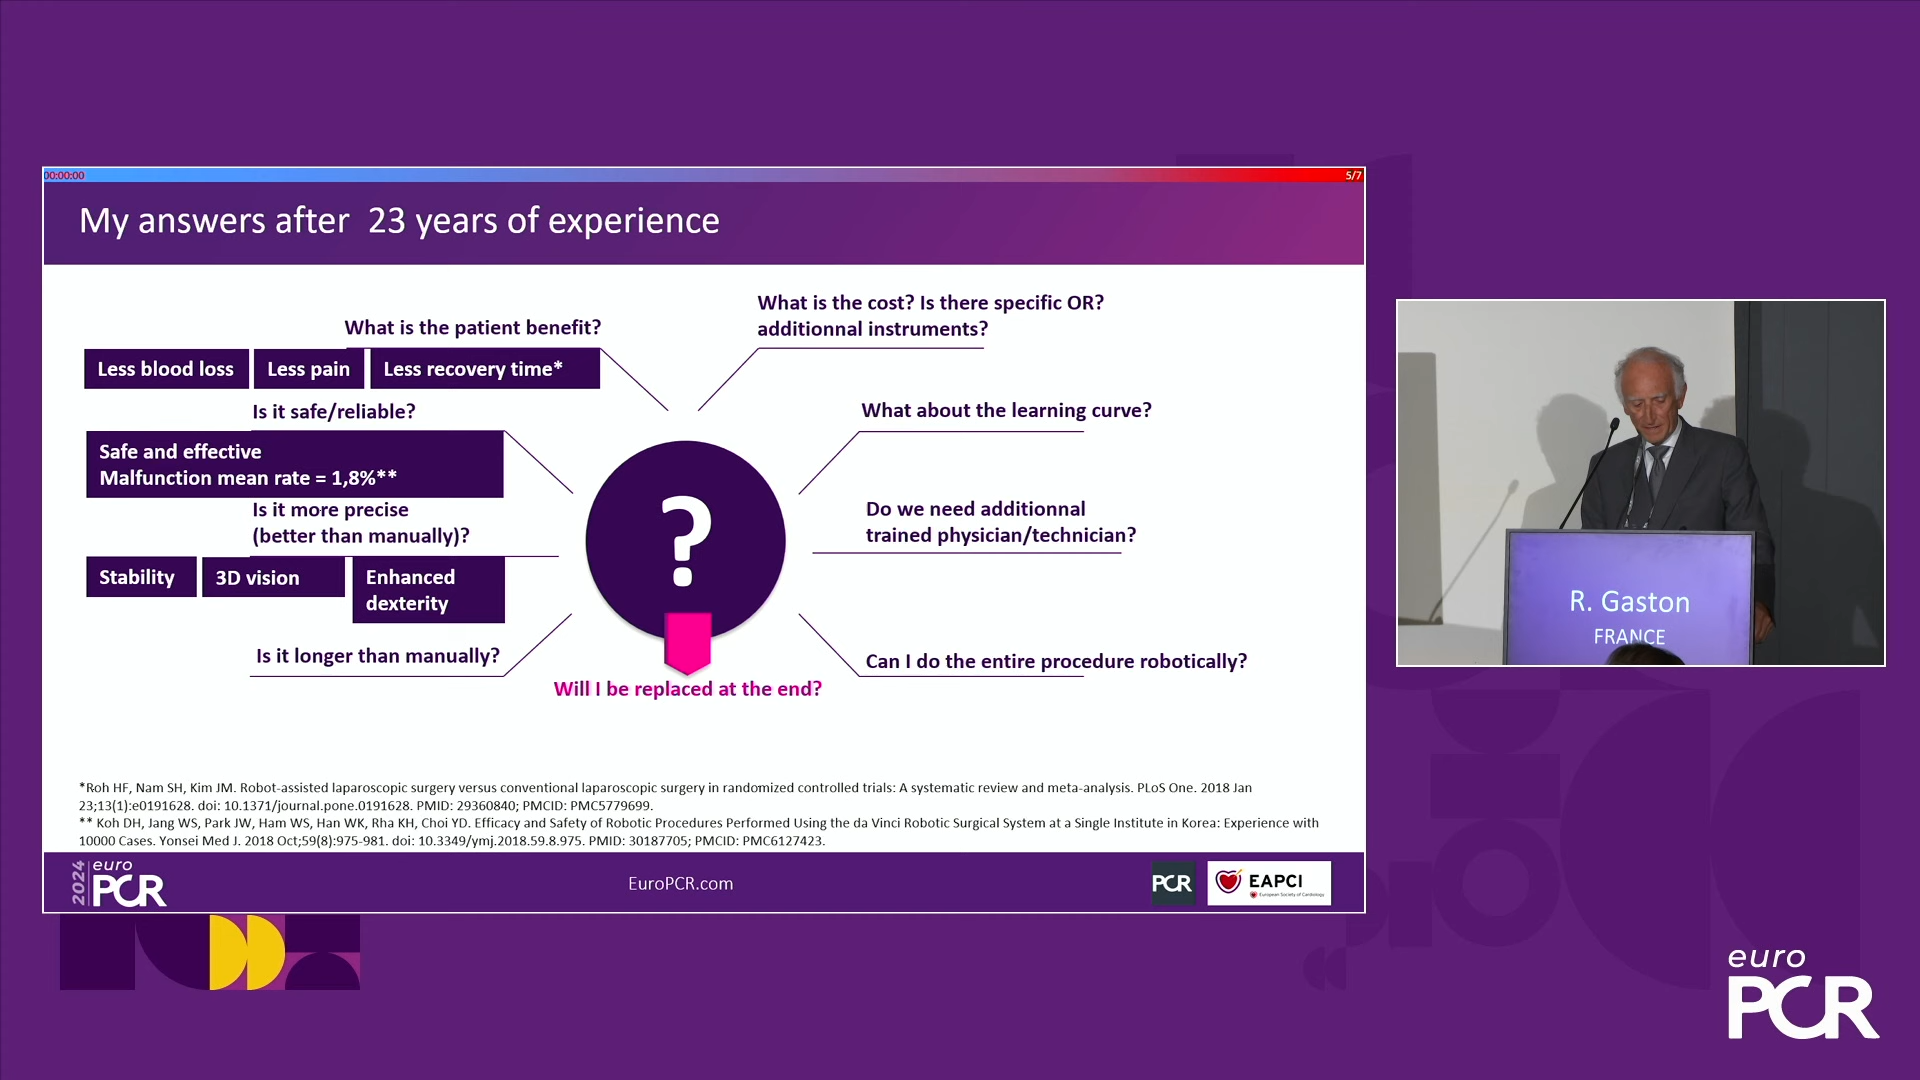 00:00:00
5/7
My answers after 23 years of experience
What is the patient benefit?
Less blood loss
Less pain
Less recovery time*
Is it safe/reliable?
Safe and effective
Malfunction mean rate = 1,8%**
Is it more precise
(better than manually)?
Stability
3D vision
Enhanced
dexterity
Is it longer than manually?
?
Will I be replaced at the end?
What is the cost? Is there specific OR?
additionnal instruments?
What about the learning curve?
Do we need additionnal
trained physician/technician?
Can I do the entire procedure robotically?
*Roh HF, Nam SH, Kim JM. Robot-assisted laparoscopic surgery versus conventional laparoscopic surgery in randomized controlled trials: A systematic review and meta-analysis. PLoS One. 2018 Jan
23;13(1):e0191628. doi: 10.1371/journal.pone.0191628. PMID: 29360840; PMCID: PMC5779699.
** Koh DH, Jang WS, Park JW, Ham WS, Han WK, Rha KH, Choi YD. Efficacy and Safety of Robotic Procedures Performed Using the da Vinci Robotic Surgical System at a Single Institute in Korea: Experience with
10000 Cases. Yonsei Med J. 2018 Oct;59(8):975-981. doi: 10.3349/ymj.2018.59.8.975. PMID: 30187705; PMCID: PMC6127423.
2024
euro
PCR
EuroPCR.com
PCR
EAPCI
European Society of Cardiology
R. Gaston
FRANCE
euro
PCR